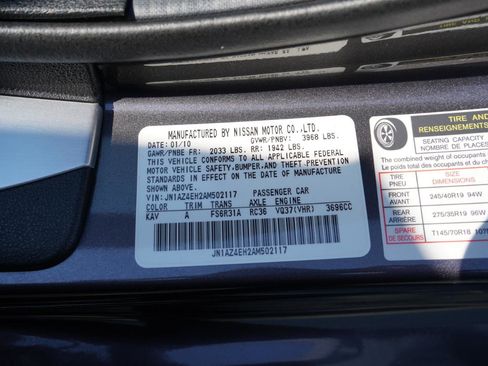 MANUFACTURED BY NISSAN MOTOR CO.,LTD.
DATE: 01/10 GVWR/PNBV: 3968 LBS.
GAWR/PNBE FR: 2033 LBS. RR: 1942 LBS.
THIS VEHICLE CONFORMS TO ALL APPLICABLE FEDERAL
MOTOR VEHICLE SAFETY,BUMPER,AND THEFT PREVENTION
STANDARDS IN EFFECT ON THE DATE OF MANUFACTURE
SHOWN ABOVE.
VIN: JN1AZ4EH2AM502117 PASSENGER CAR
COLOR TRIM TRANS AXLE ENGINE
KAV A FS6R31A RC36 VQ37(VHR) 3696CC
JN1AZ4EH2AM502117
TIRE AND
RENSEIGNEMENTS
SEATING CAPACITY
NOMBRE DE PLACES
The combined weight of occupants
Le poids total des occupants
TIRE
PNEU
SIZE
DIMENSIONS
FRONT
AVANT
245/40R19 94W
REAR
ARRIÈRE
275/35R19 96W
SPARE
DE SECOURS
T145/70R18 107